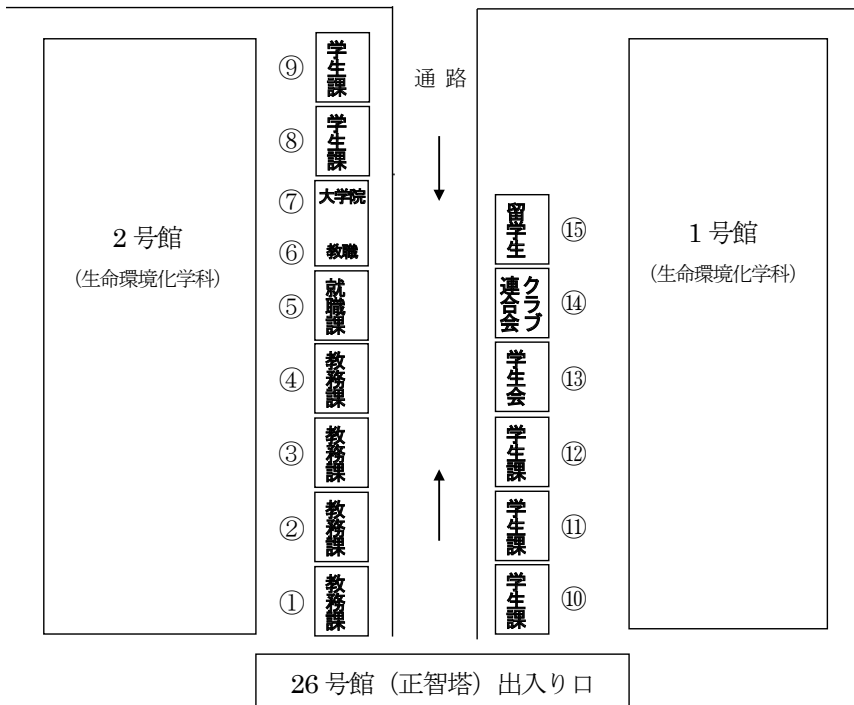 ⑨
学生課
通路
⑧
学生課
⑦
大学院
⑥
教職
⑤
就職課
④
教務課
③
教務課
②
教務課
①
教務課
2号館
(生命環境化学科)
留学生
⑮
クラブ
連合会
⑭
学生会
⑬
学生課
⑫
学生課
⑪
学生課
⑩
1号館
(生命環境化学科)
26号館（正智塔）出入り口